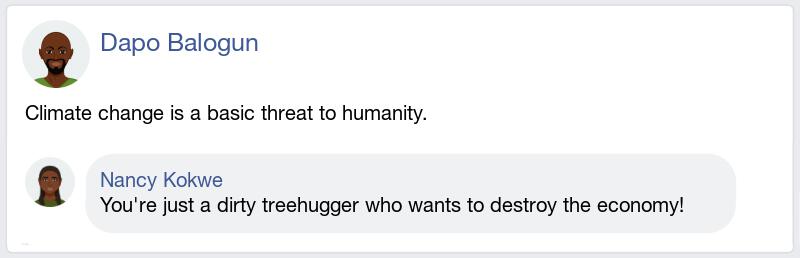 Dapo Balogun
Climate change is a basic threat to humanity.
Nancy Kokwe
You're just a dirty treehugger who wants to destroy the economy!